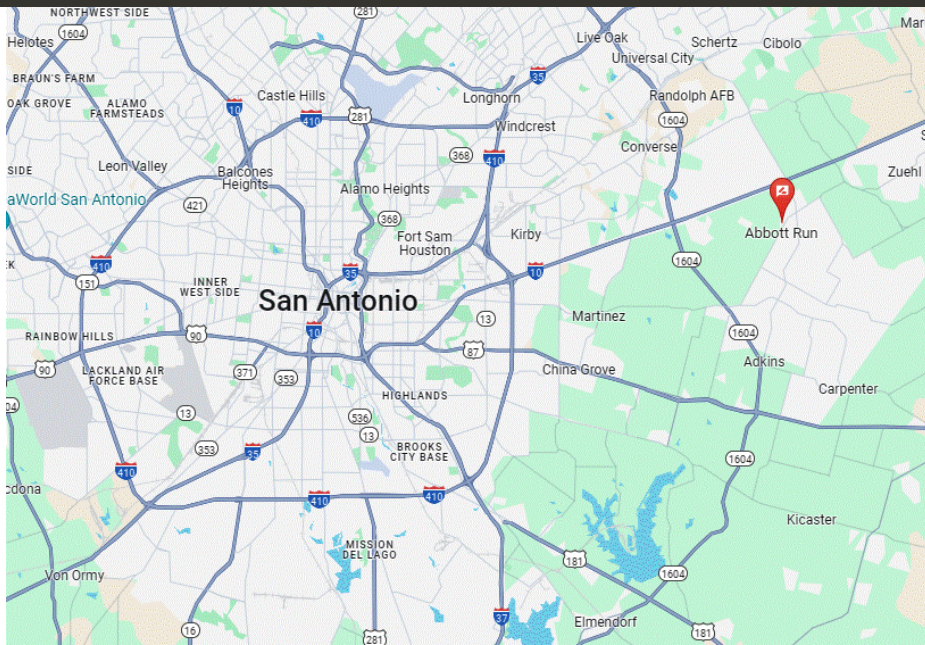 NORTHWEST SIDE
281
1604
Helotes
Live Oak
Schertz
Cibolo
Universal City
35
BRAUN'S FARM
Castle Hills
Longhorn
Randolph AFB
OAK GROVE
ALAMO
FARMSTEADS
10
410
281
1604
Windcrest
Converse
368
410
SIDE
Leon Valley
Balcones
Heights
Zuehl
Alamo Heights
aWorld San Antonio
421
368
Fort Sam
Houston
Kirby
Abbott Run
EK
410
35
10
1604
151
INNER
WEST SIDE
San Antonio
13
Martinez
RAINBOW HILLS
90
10
1604
87
90
371
353
China Grove
Adkins
LACKLAND AIR
FORCE BASE
HIGHLANDS
Carpenter
04
13
536
13
353
35
BROOKS
CITY BASE
1604
410
cdona
410
410
Kicaster
MISSION
DEL LAGO
181
Von Ormy
1604
37
Elmendorf
16
281
181